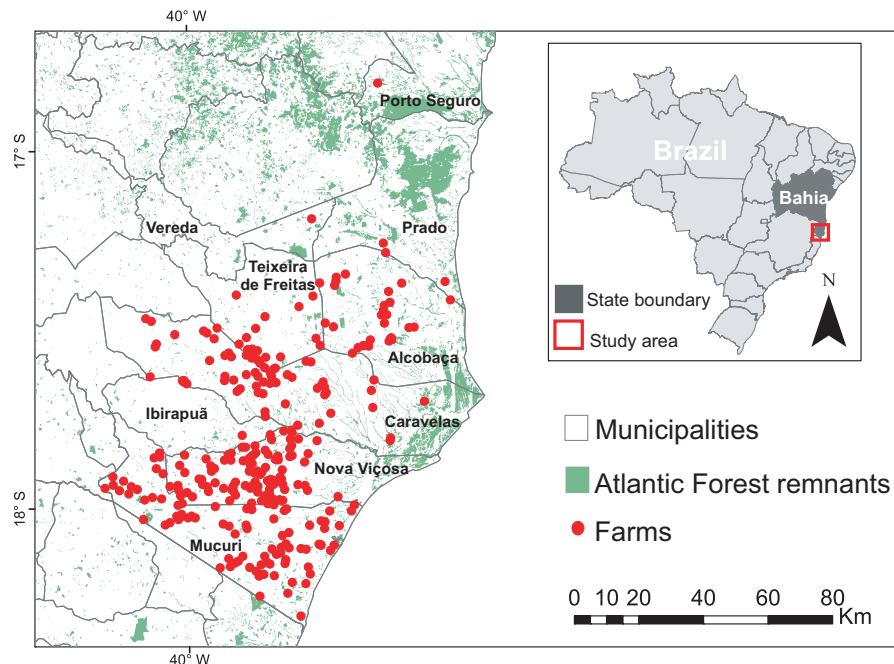 40° W
17° S
18° S
40° W
Porto Seguro
Vereda
Prado
Teixeira
de Freitas
Alcobaça
Ibirapuã
Caravelas
Nova Viçosa
Mucuri
Brazil
Bahia
N
State boundary
Study area
Municipalities
Atlantic Forest remnants
Farms
0 10 20 40 60 80
Km